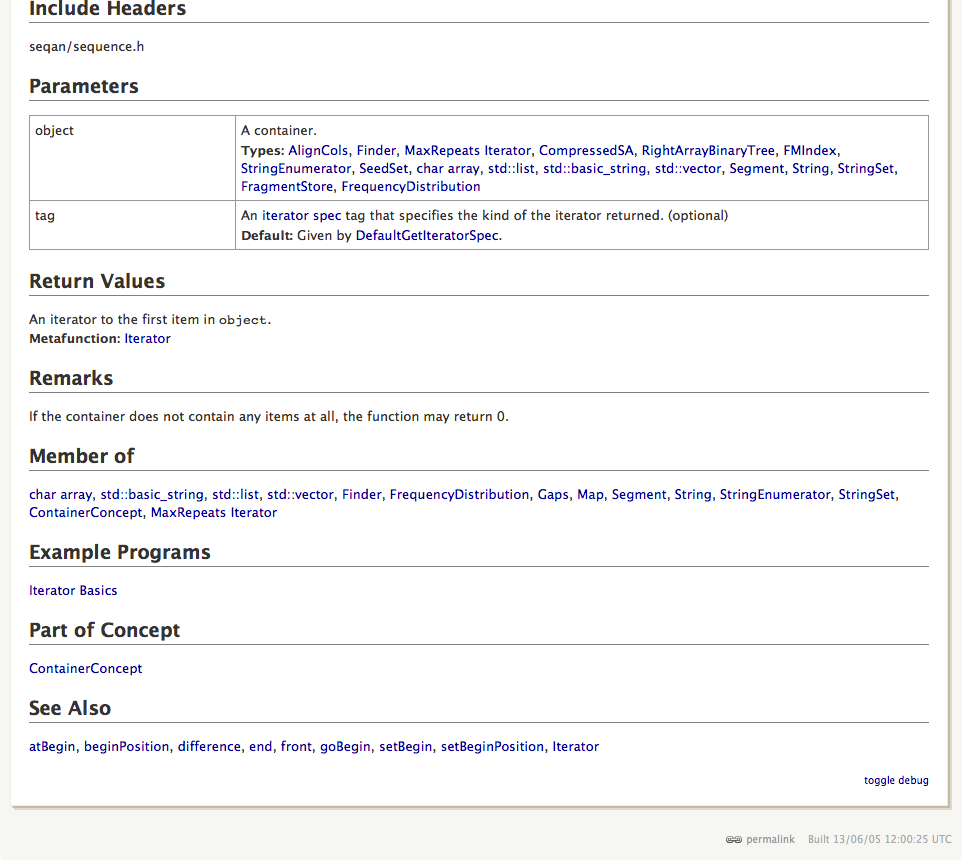 Include Headers
seqan/sequence.h
Parameters
object
A container.
Types: AlignCols, Finder, MaxRepeats Iterator, CompressedSA, RightArrayBinaryTree, FMIndex,
StringEnumerator, SeedSet, char array, std::list, std::basic_string, std::vector, Segment, String, StringSet,
FragmentStore, FrequencyDistribution
tag
An iterator spec tag that specifies the kind of the iterator returned. (optional)
Default: Given by DefaultGetIteratorSpec.
Return Values
An iterator to the first item in object.
Metafunction: Iterator
Remarks
If the container does not contain any items at all, the function may return 0.
Member of
char array, std::basic_string, std::list, std::vector, Finder, FrequencyDistribution, Gaps, Map, Segment, String, StringEnumerator, StringSet,
ContainerConcept, MaxRepeats Iterator
Example Programs
Iterator Basics
Part of Concept
ContainerConcept
See Also
atBegin, beginPosition, difference, end, front, goBegin, setBegin, setBeginPosition, Iterator
toggle debug
permalink Built 13/06/05 12:00:25 UTC